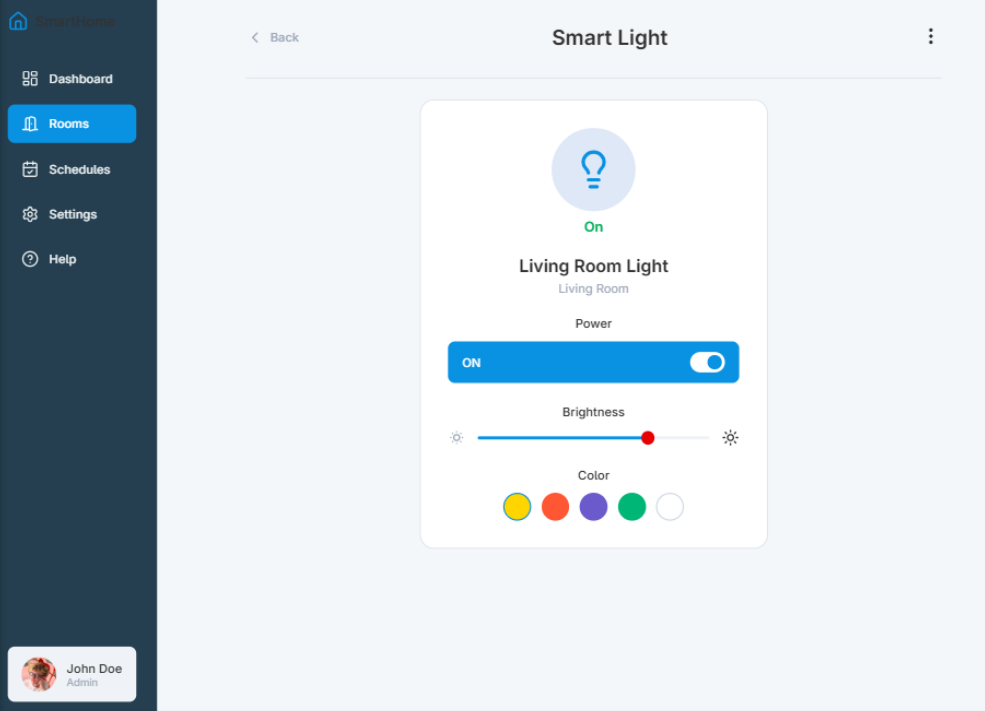 SmartHome
Dashboard
Rooms
Schedules
Settings
Help
John Doe
Admin
Back
Smart Light
On
Living Room Light
Living Room
Power
ON
Brightness
Color